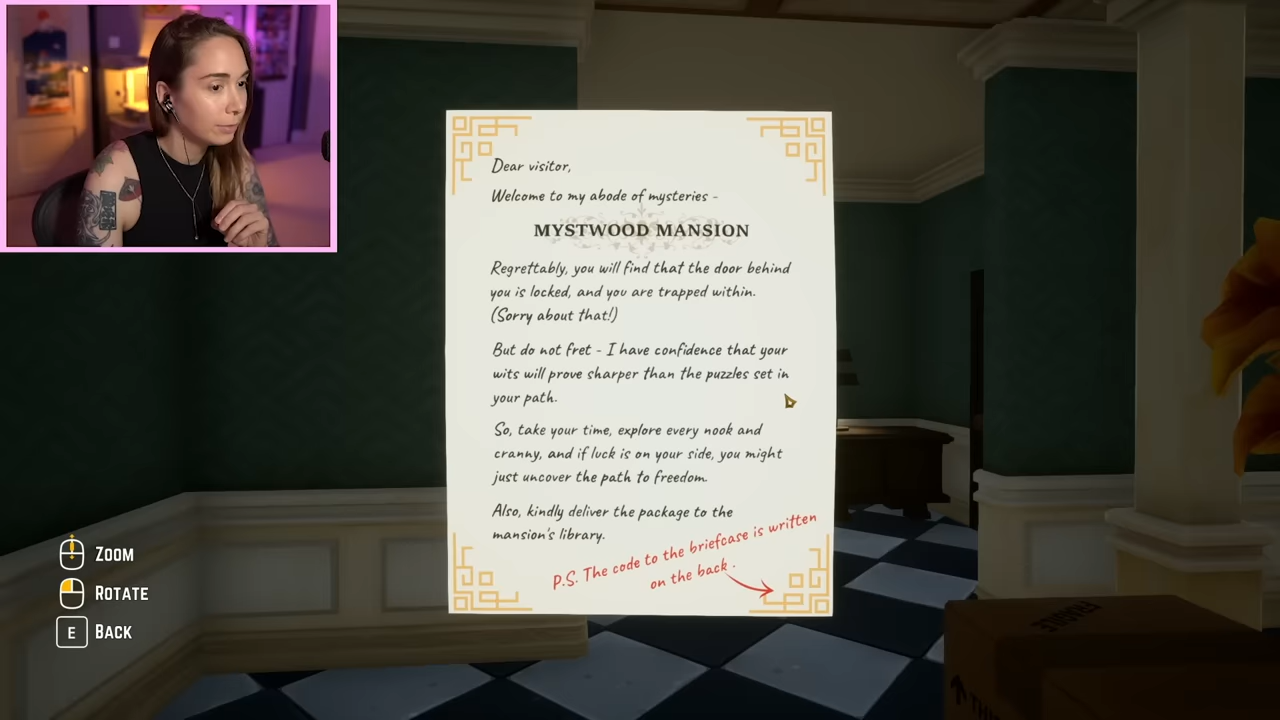 Dear visitor,
Welcome to my abode of mysteries -
MYSTWOOD MANSION
Regrettably, you will find that the door behind
you is locked, and you are trapped within.
(Sorry about that!)
But do not fret - I have confidence that your
wits will prove sharper than the puzzles set in
your path.
So, take your time, explore every nook and
cranny, and if luck is on your side, you might
just uncover the path to freedom.
Also, kindly deliver the package to the
mansion's library.
P.S. The code to the briefcase is written
on the back.
ZOOM
ROTATE
E BACK
FRAGILE